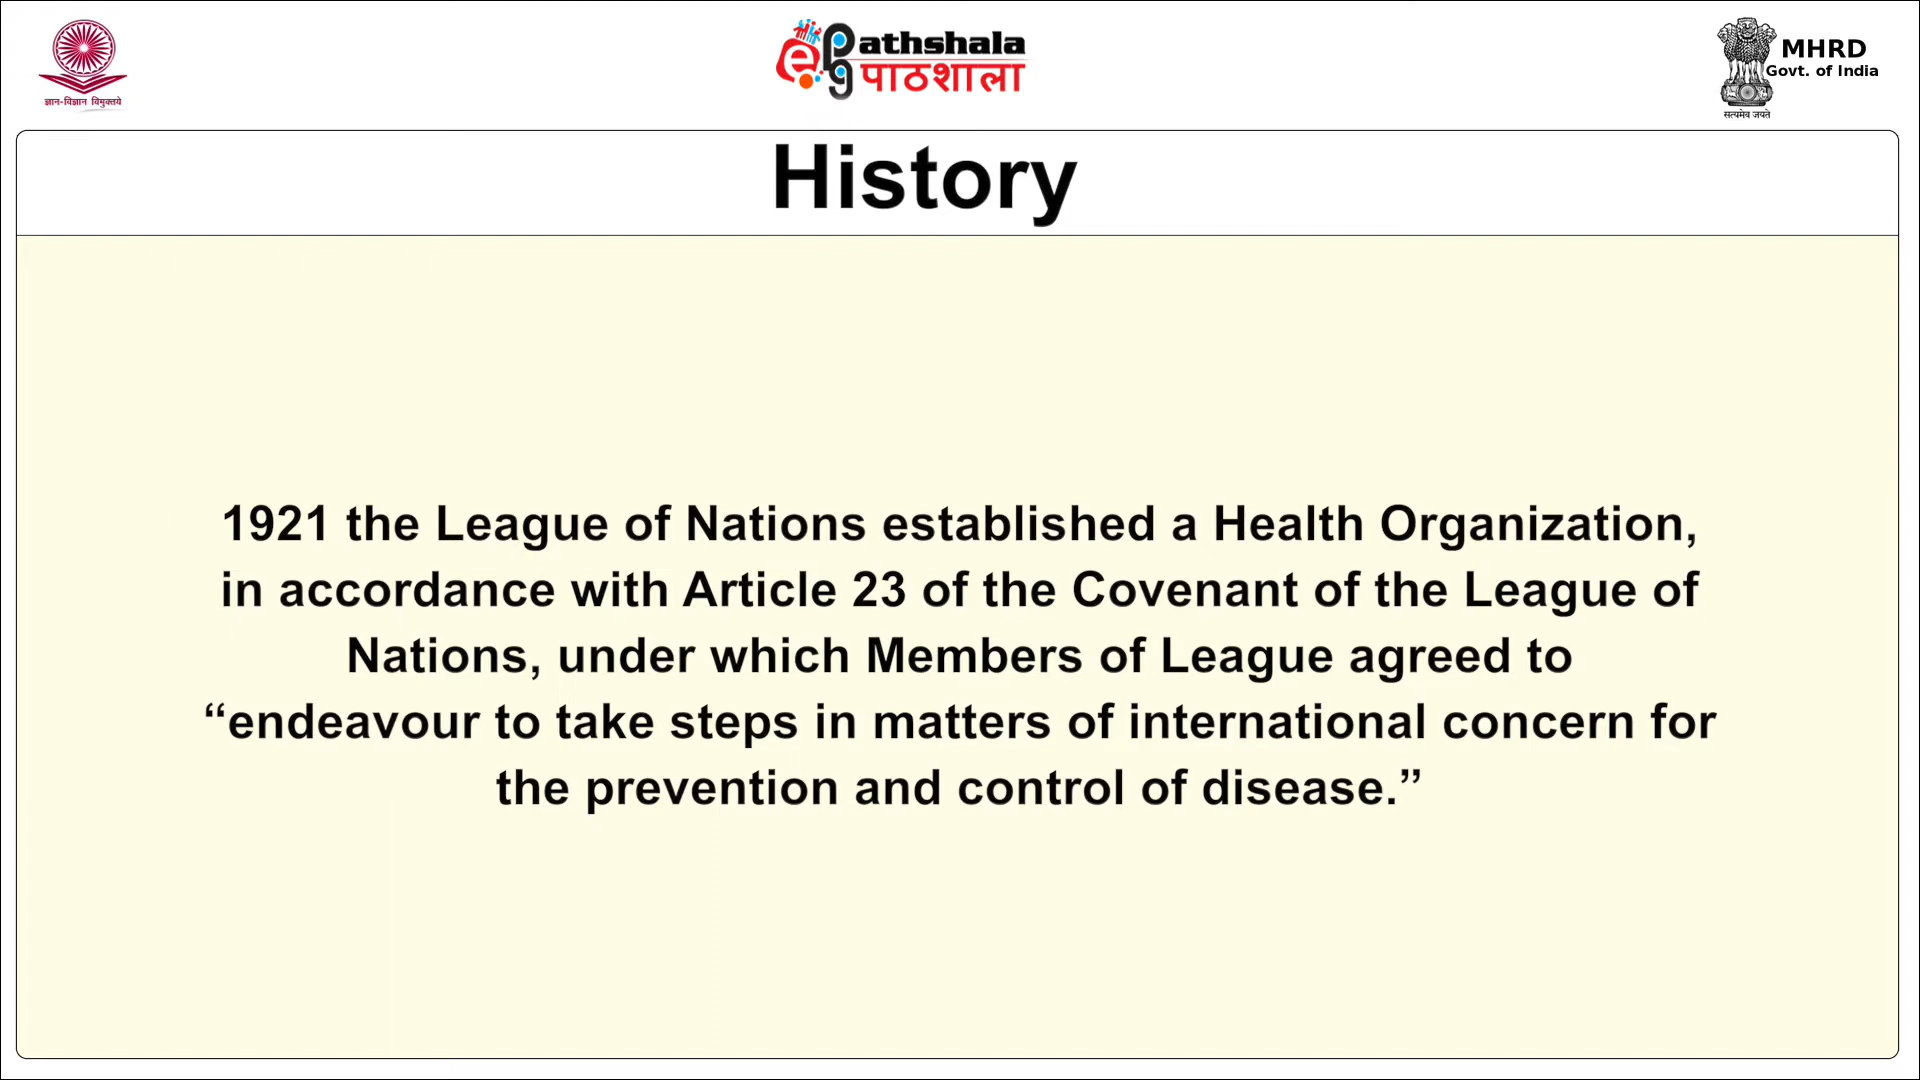 ज्ञान-विज्ञान विमुक्तये
ePG Pathshala
पाठशाला
MHRD
Govt. of India
सत्यमेव जयते
History
1921 the League of Nations established a Health Organization,
in accordance with Article 23 of the Covenant of the League of
Nations, under which Members of League agreed to
“endeavour to take steps in matters of international concern for
the prevention and control of disease.”